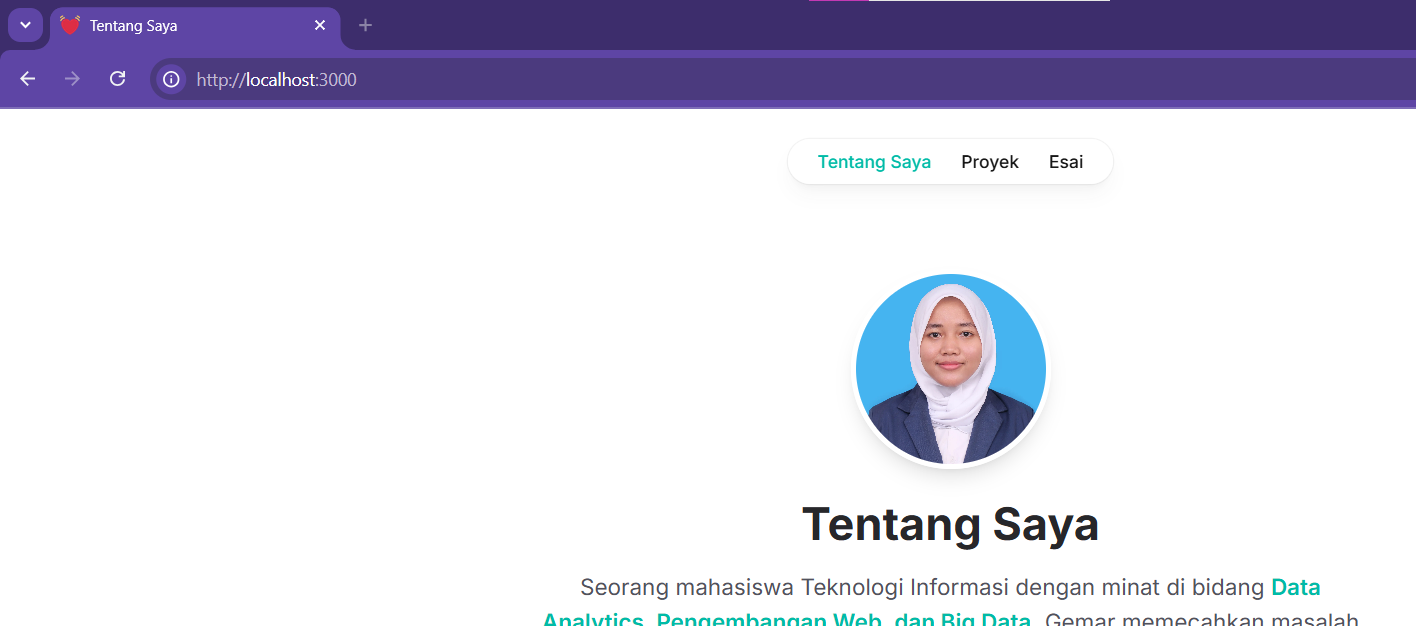 Tentang Saya
http://localhost:3000
Tentang Saya Proyek Esai
Tentang Saya
Seorang mahasiswa Teknologi Informasi dengan minat di bidang Data
Analytics, Pengembangan Web, dan Big Data. Gemar memecahkan masalah